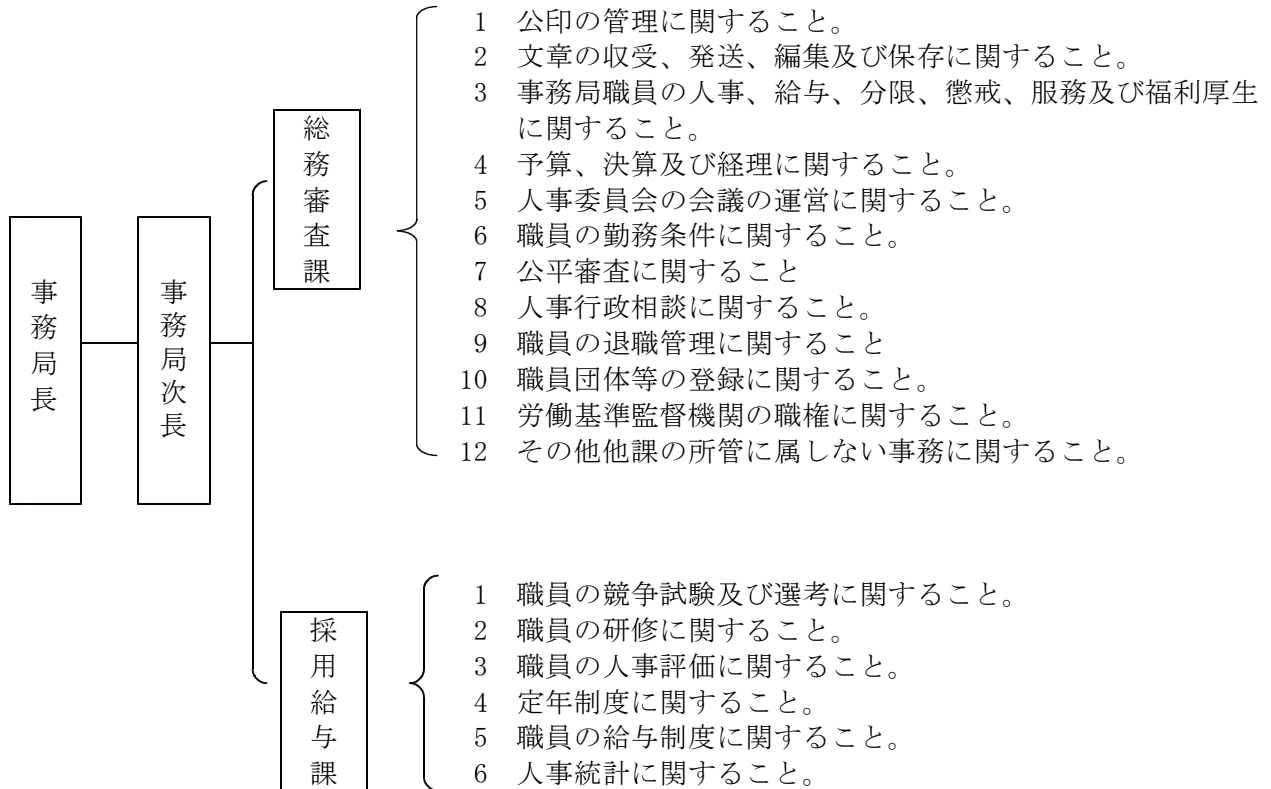 事務局長
事務局次長
総務審査課
1 公印の管理に関すること。
2 文章の収受、発送、編集及び保存に関すること。
3 事務局職員の人事、給与、分限、懲戒、服務及び福利厚生
に関すること。
4 予算、決算及び経理に関すること。
5 人事委員会の会議の運営に関すること。
6 職員の勤務条件に関すること。
7 公平審査に関すること
8 人事行政相談に関すること。
9 職員の退職管理に関すること
10 職員団体等の登録に関すること。
11 労働基準監督機関の職権に関すること。
12 その他他課の所管に属しない事務に関すること。
採用給与課
1 職員の競争試験及び選考に関すること。
2 職員の研修に関すること。
3 職員の人事評価に関すること。
4 定年制度に関すること。
5 職員の給与制度に関すること。
6 人事統計に関すること。